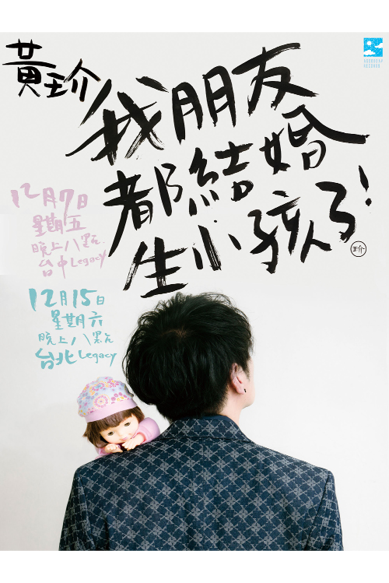 黃玠
我朋友
都結婚
生小孩了!
玠
12月7日
星期五
晚上八點
台中Legacy
12月15日
星期六
晚上八點
台北Legacy